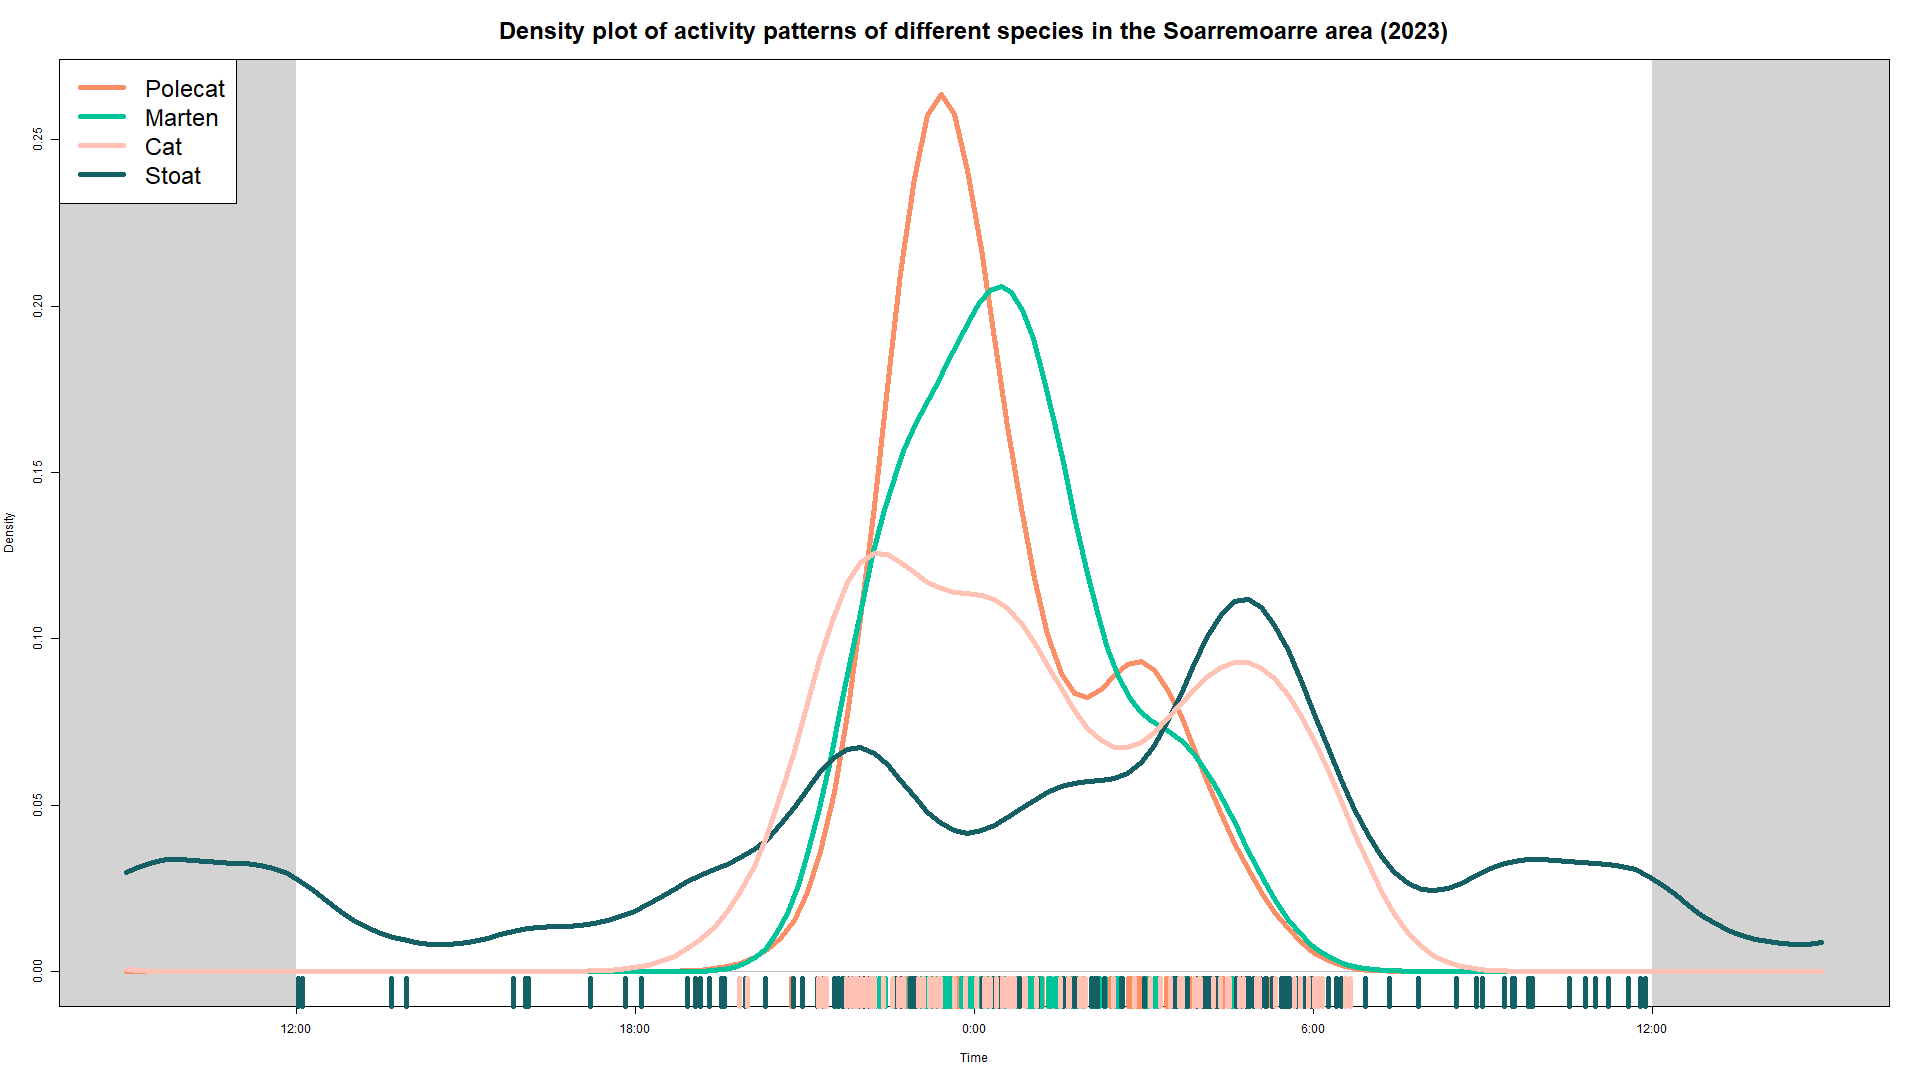 Density plot of activity patterns of different species in the Soarremoarre area (2023)
Polecat
Marten
Cat
Stoat
0.25
0.20
0.15
0.10
0.05
0.00
Density
12:00
18:00
0:00
6:00
12:00
Time